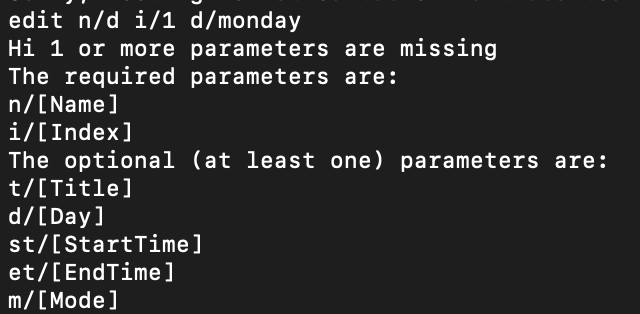 edit n/d i/1 d/monday
Hi 1 or more parameters are missing
The required parameters are:
n/[Name]
i/[Index]
The optional (at least one) parameters are:
t/[Title]
d/[Day]
st/[StartTime]
et/[EndTime]
m/[Mode]